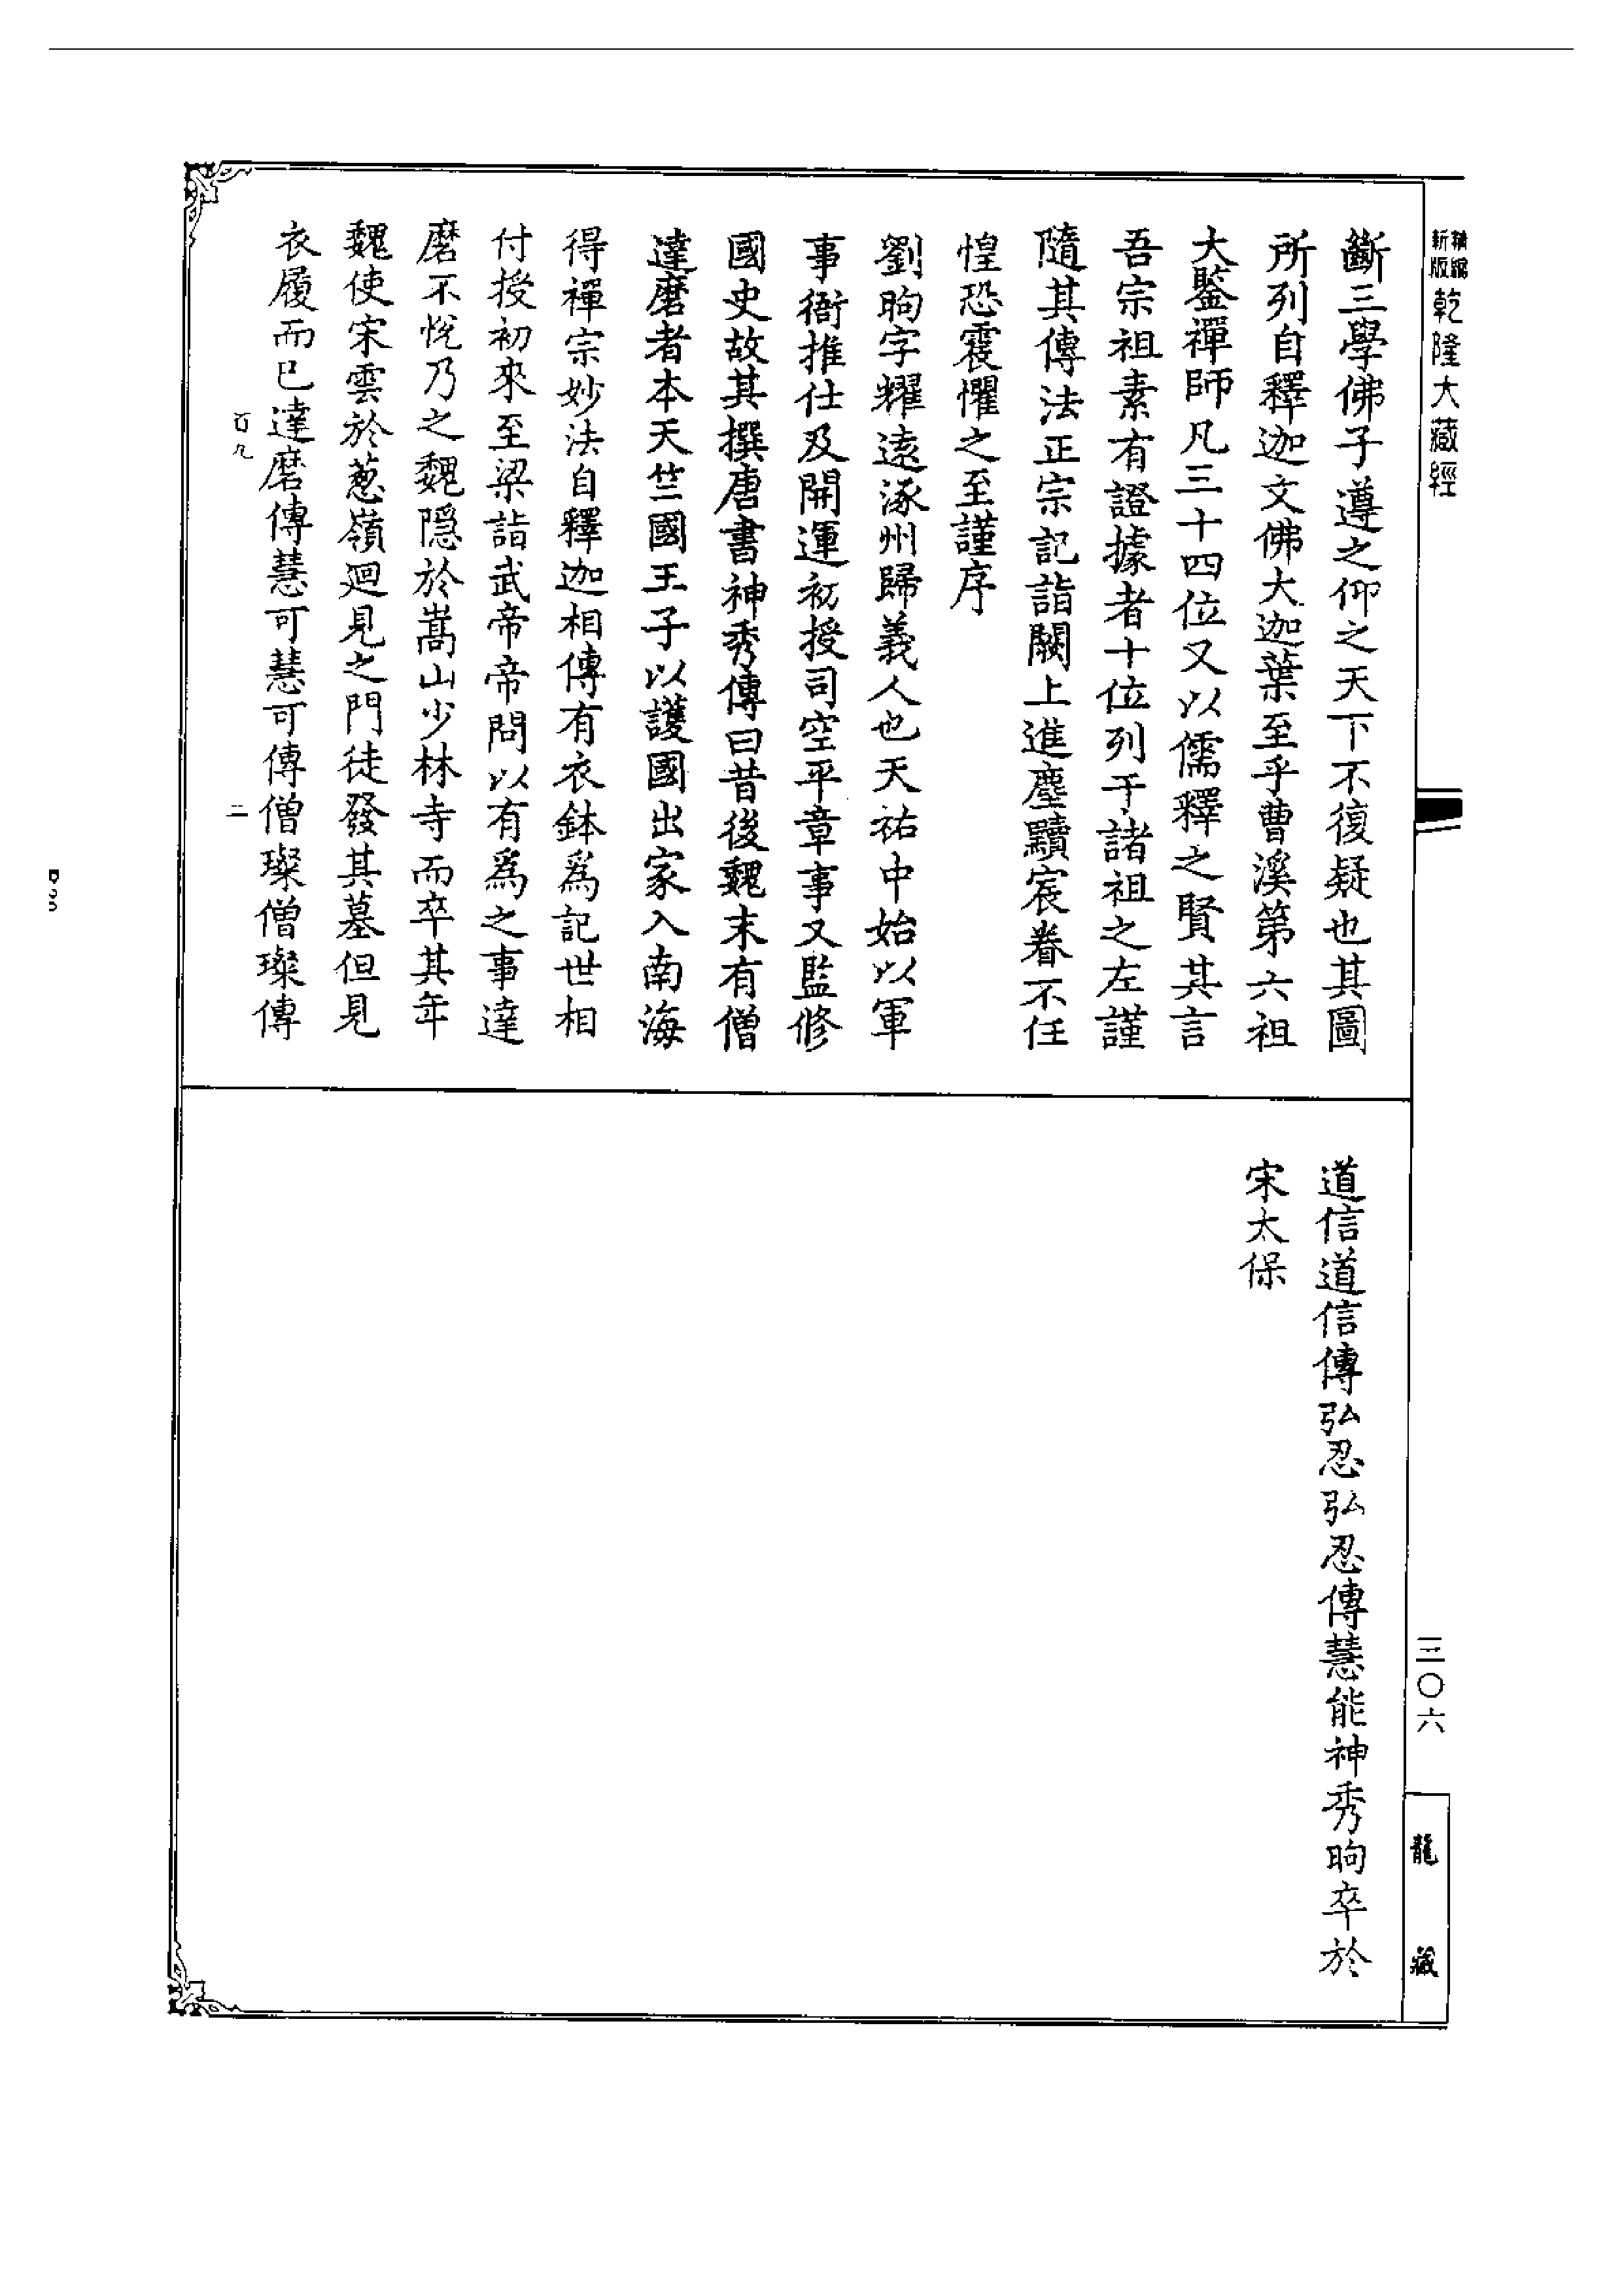 新編
新版
乾隆大藏經
斷三學佛子遵之仰之天下不復疑也其圖
所列自釋迦文佛大迦葉至乎曹溪第六祖
大鑒禪師凡三十四位又以儒釋之賢其言
吾宗祖素有證據者十位列于諸祖之左謹
隨其傳法正宗記詣闕上進塵黷宸眷不任
惶恐震懼之至謹序
劉昫字耀遠涿州歸義人也天祐中始以軍
事衙推仕及開運初授司空平章事又監修
國史故其撰唐書神秀傳曰昔後魏末有僧
達磨者本天竺國王子以護國出家入南海
得禪宗妙法自釋迦相傳有衣鉢爲記世相
付授初來至梁詣武帝帝問以有爲之事達
磨不悅乃之魏隱於嵩山少林寺而卒其年
魏使宋雲於葱嶺迴見之門徒發其墓但見
衣履而已達磨傳慧可慧可傳僧璨僧璨傳
百九
二
道信道信傳弘忍弘忍傳慧能神秀昫卒於
宋太保
三〇六
龍藏